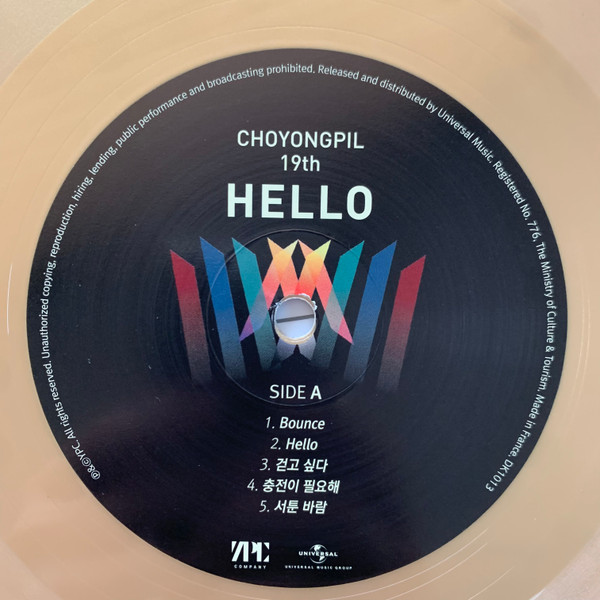 ℗&©YPC. All rights reserved. Unauthorized copying, reproduction, hiring, lending, public performance and broadcasting prohibited. Released and distributed by Universal Music. Registered No. 776, The Ministry of Culture & Tourism. Made in France. DK1013
CHOYONGPIL
19th
HELLO
SIDE A
1. Bounce
2. Hello
3. 걷고 싶다
4. 충전이 필요해
5. 서툰 바람
YPC
COMPANY
UNIVERSAL
UNIVERSAL MUSIC GROUP